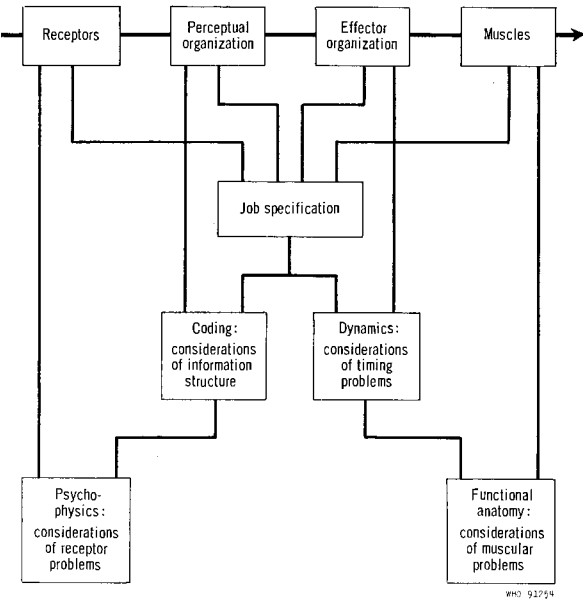 Receptors
Perceptual
organization
Effector
organization
Muscles
Job specification
Coding:
considerations
of information
structure
Dynamics:
considerations
of timing
problems
Psycho-
physics:
considerations
of receptor
problems
Functional
anatomy:
considerations
of muscular
problems
WHO 91254